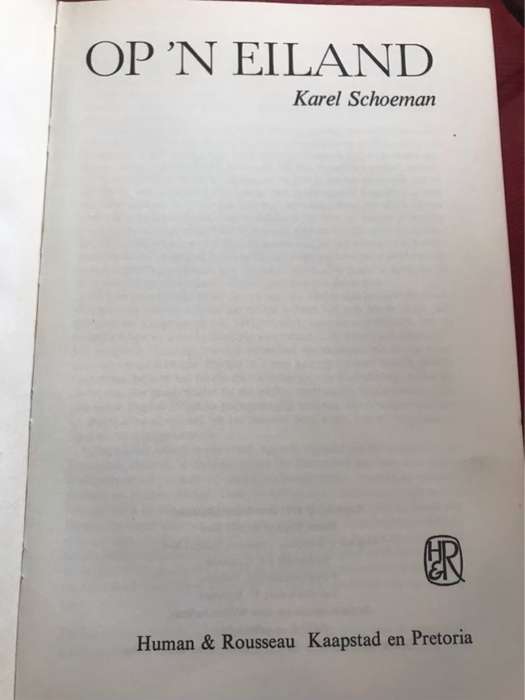 OP 'N EILAND
Karel Schoeman
H&R
Human & Rousseau Kaapstad en Pretoria